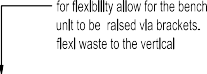 for flexibility allow for the bench
unit to be raised via brackets.
flexi waste to the vertical